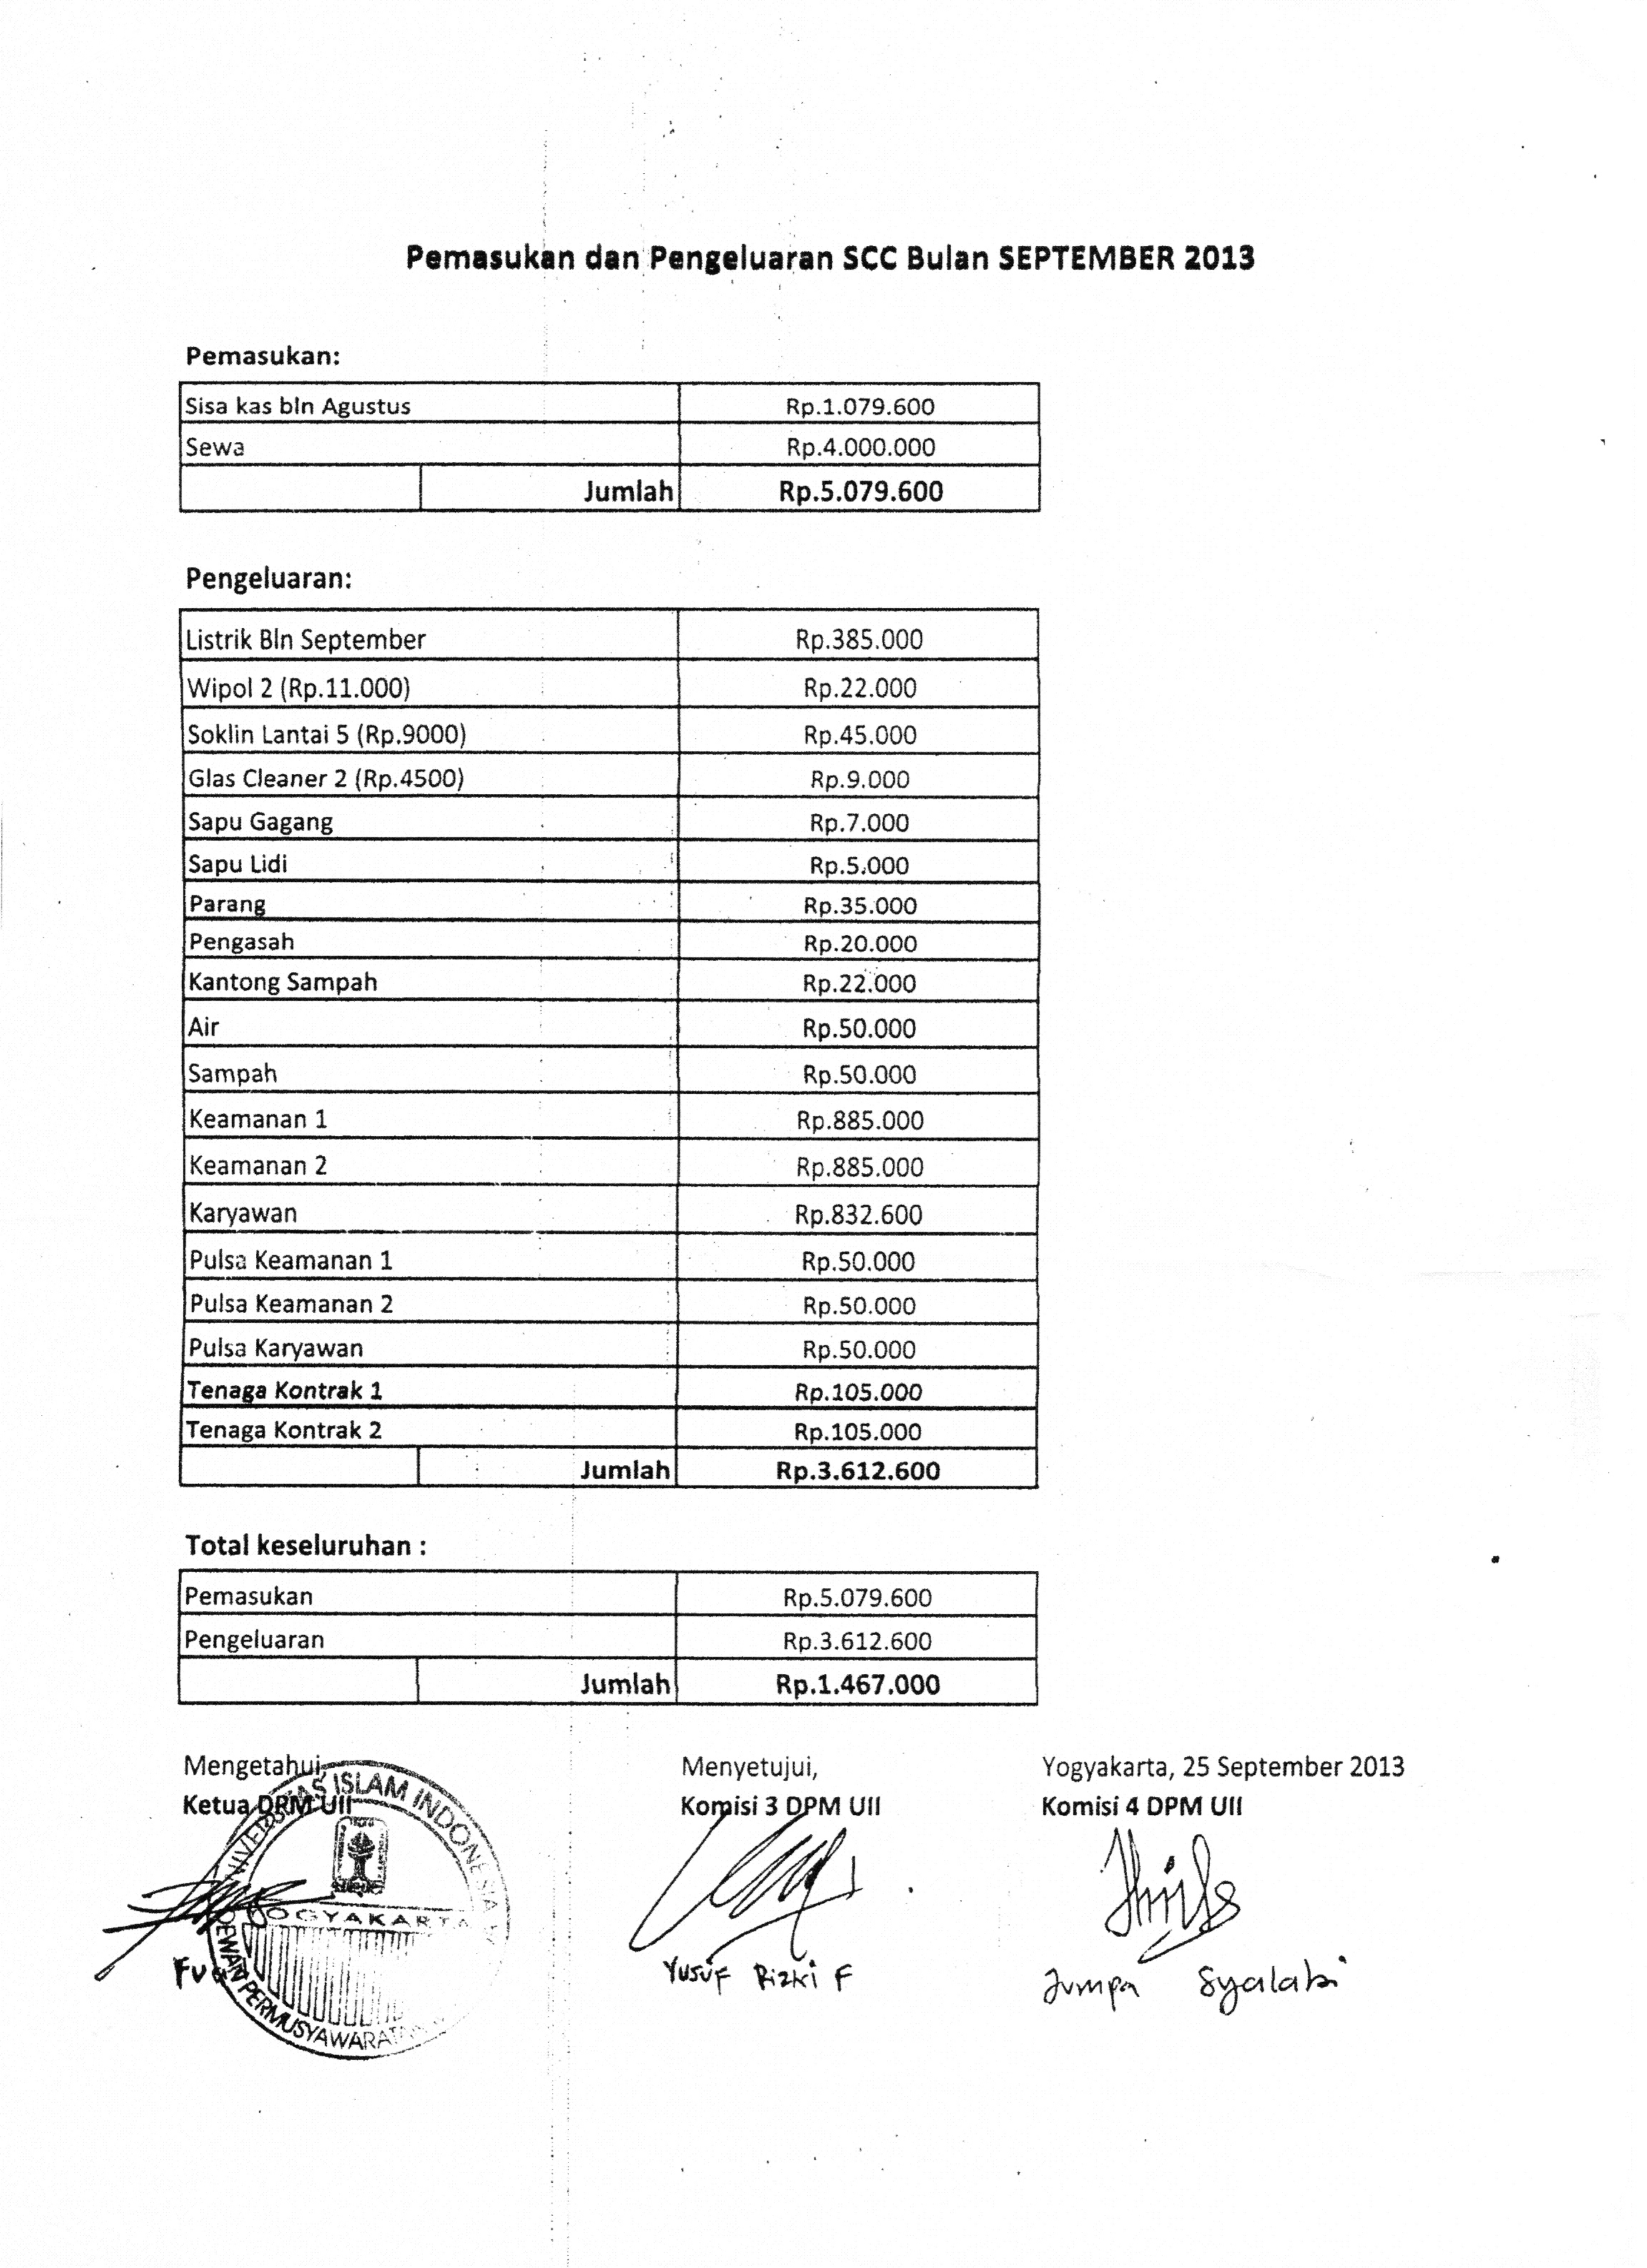 Pemasukan dan Pengeluaran SCC Bulan SEPTEMBER 2013
Pemasukan:
Sisa kas bln Agustus Rp.1.079.600
Sewa Rp.4.000.000
Jumlah Rp.5.079.600
Pengeluaran:
Listrik Bln September Rp.385.000
Wipol 2 (Rp.11.000) Rp.22.000
Soklin Lantai 5 (Rp.9000) Rp.45.000
Glas Cleaner 2 (Rp.4500) Rp.9.000
Sapu Gagang Rp.7.000
Sapu Lidi Rp.5.000
Parang Rp.35.000
Pengasah Rp.20.000
Kantong Sampah Rp.22.000
Air Rp.50.000
Sampah Rp.50.000
Keamanan 1 Rp.885.000
Keamanan 2 Rp.885.000
Karyawan Rp.832.600
Pulsa Keamanan 1 Rp.50.000
Pulsa Keamanan 2 Rp.50.000
Pulsa Karyawan Rp.50.000
Tenaga Kontrak 1 Rp.105.000
Tenaga Kontrak 2 Rp.105.000
Jumlah Rp.3.612.600
Total keseluruhan :
Pemasukan Rp.5.079.600
Pengeluaran Rp.3.612.600
Jumlah Rp.1.467.000
Mengetahui, Menyetujui, Yogyakarta, 25 September 2013
Ketua DPM UII Komisi 3 DPM UII Komisi 4 DPM UII
UNIVERSITAS ISLAM INDONESIA
YOGYAKARTA
DEWAN
Yusuf Rizki F Jumpa Syalabi